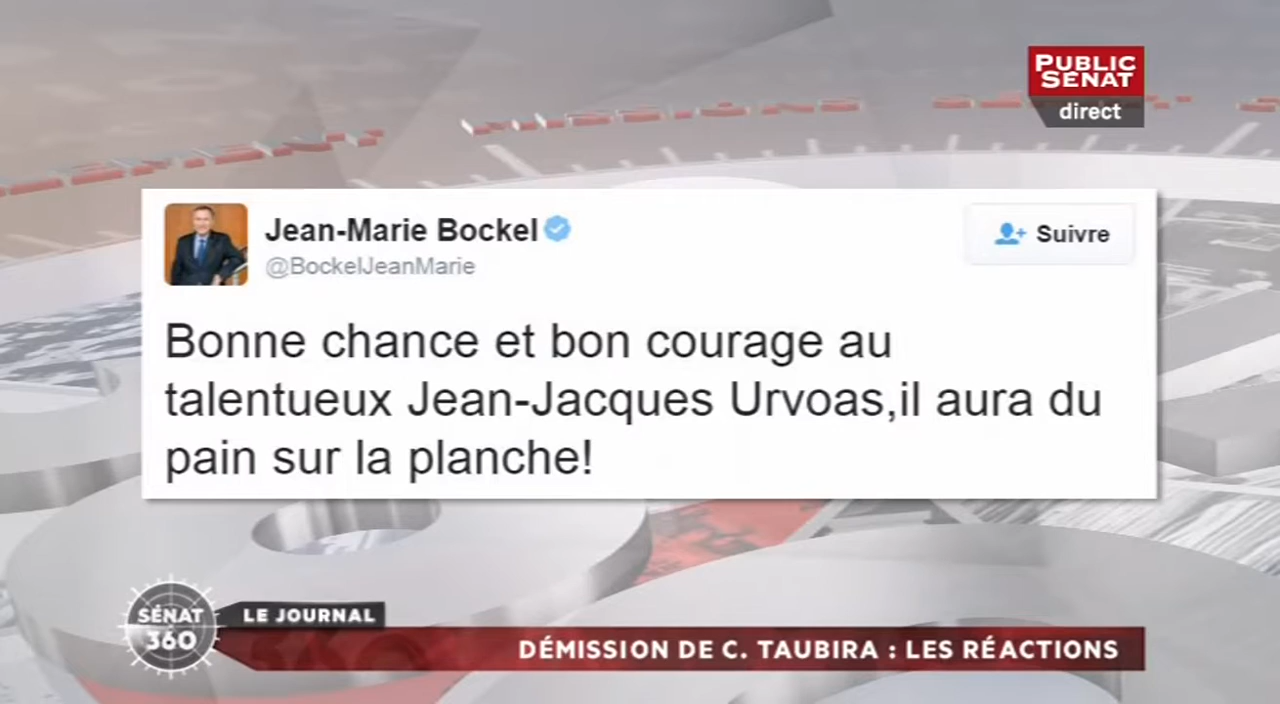 PUBLIC
SÉNAT
direct
Jean-Marie Bockel
@BockelJeanMarie
Suivre
Bonne chance et bon courage au
talentueux Jean-Jacques Urvoas,il aura du
pain sur la planche!
SÉNAT
360
LE JOURNAL
DÉMISSION DE C. TAUBIRA : LES RÉACTIONS